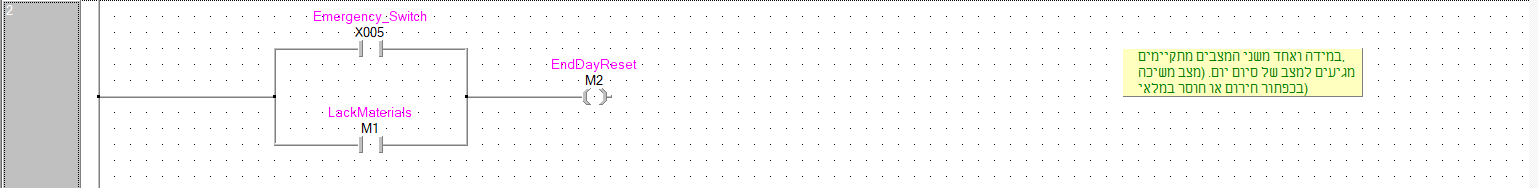 2
Emergency_Switch
X005
EndDayReset
M2
LackMaterials
M1
במידה ואחד משני המצבים מתקיימים,
מגיעים למצב של סיום יום. (מצב משיכה
בכפתור חירום או חוסר במלאי)